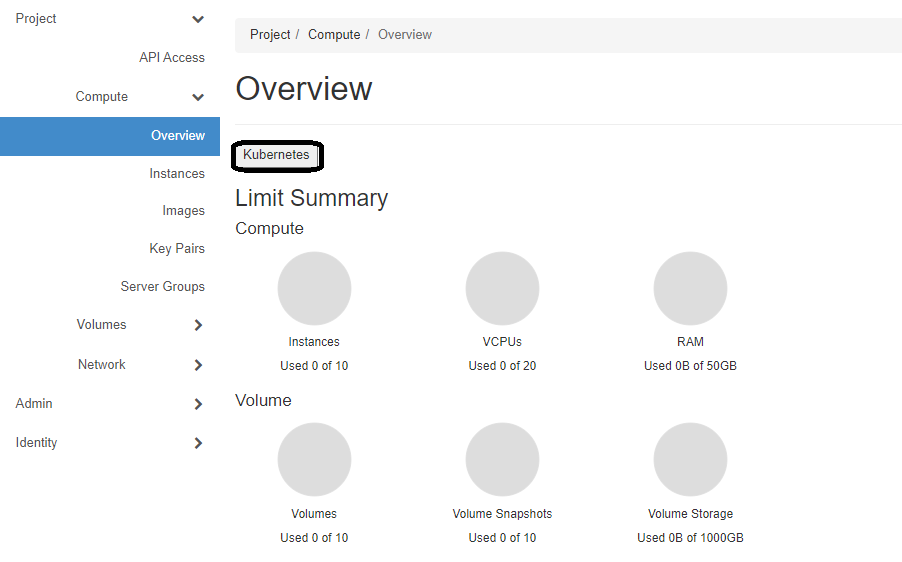 Project
API Access
Compute
Overview
Instances
Images
Key Pairs
Server Groups
Volumes
Network
Admin
Identity
Project / Compute / Overview
Overview
Kubernetes
Limit Summary
Compute
Instances
Used 0 of 10
VCPUs
Used 0 of 20
RAM
Used 0B of 50GB
Volume
Volumes
Used 0 of 10
Volume Snapshots
Used 0 of 10
Volume Storage
Used 0B of 1000GB